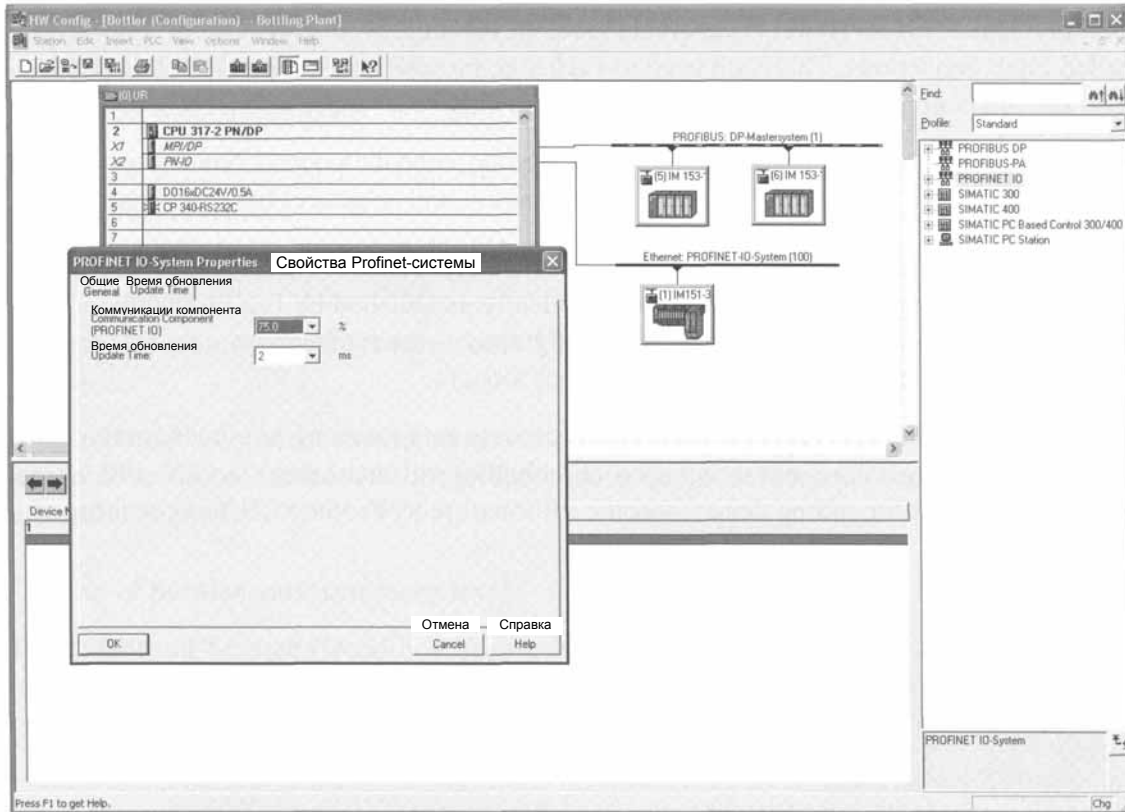 HW Config - [Bottler (Configuration) -- Bottling Plant]
Station Edit Insert PLC View Options Window Help
(0) UR
1
2 CPU 317-2 PN/DP
X1 MPI/DP
X2 PN-IO
3
4 DO16xDC24V/0.5A
5 CP 340-RS232C
6
7
PROFIBUS: DP-Mastersystem (1)
(5) IM 153-
(6) IM 153-
Ethernet: PROFINET-IO-System (100)
(1) IM151-3
Find:
Profile: Standard
PROFIBUS DP
PROFIBUS-PA
PROFINET IO
SIMATIC 300
SIMATIC 400
SIMATIC PC Based Control 300/400
SIMATIC PC Station
PROFINET IO-System Properties Свойства Profinet-системы
Общие Время обновления
General Update Time
Коммуникации компонента
Communication Component
(PROFINET IO)
75.0 %
Время обновления
Update Time: 2 ms
Отмена Справка
OK Cancel Help
Device N
1
PROFINET IO-System
Press F1 to get Help.
Chg